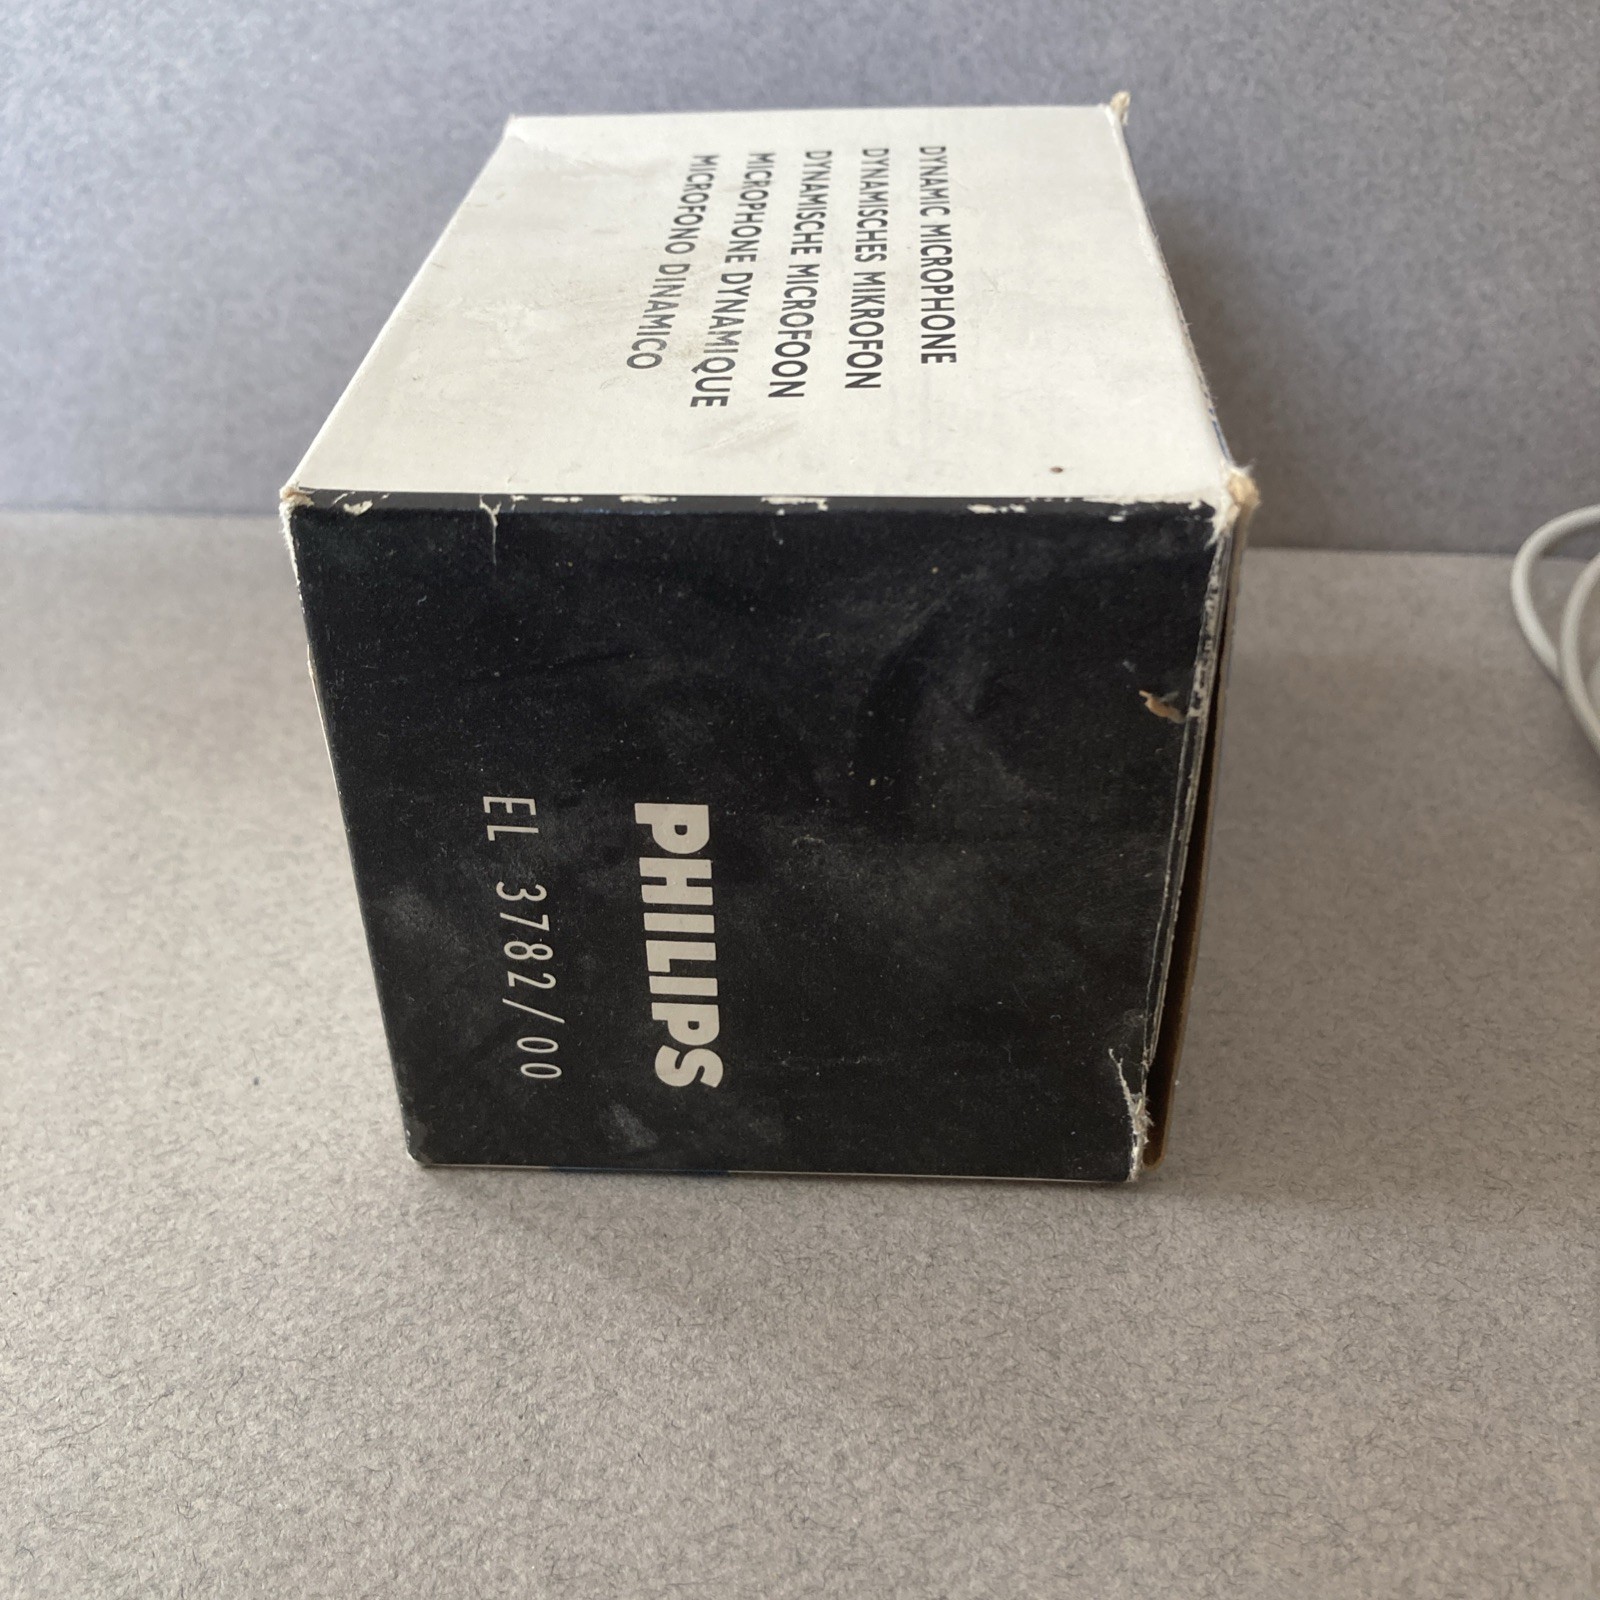 DYNAMIC MICROPHONE
DYNAMISCHES MIKROFON
DYNAMISCHE MICROFOON
MICROPHONE DYNAMIQUE
MICROFONO DINAMICO
PHILIPS
EL 3782/00